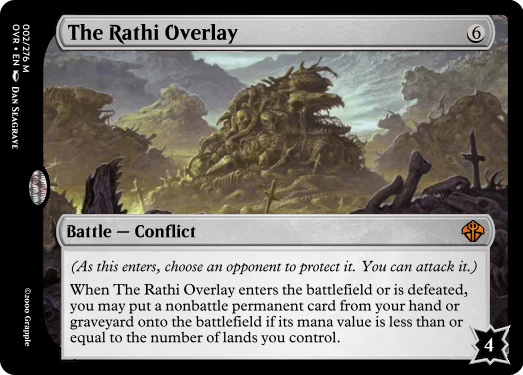 The Rathi Overlay
6
Battle — Conflict
(As this enters, choose an opponent to protect it. You can attack it.)
When The Rathi Overlay enters the battlefield or is defeated,
you may put a nonbattle permanent card from your hand or
graveyard onto the battlefield if its mana value is less than or
equal to the number of lands you control.
4
002/276 M
OVR • EN DAN SEAGRAVE
©2000 Grapple